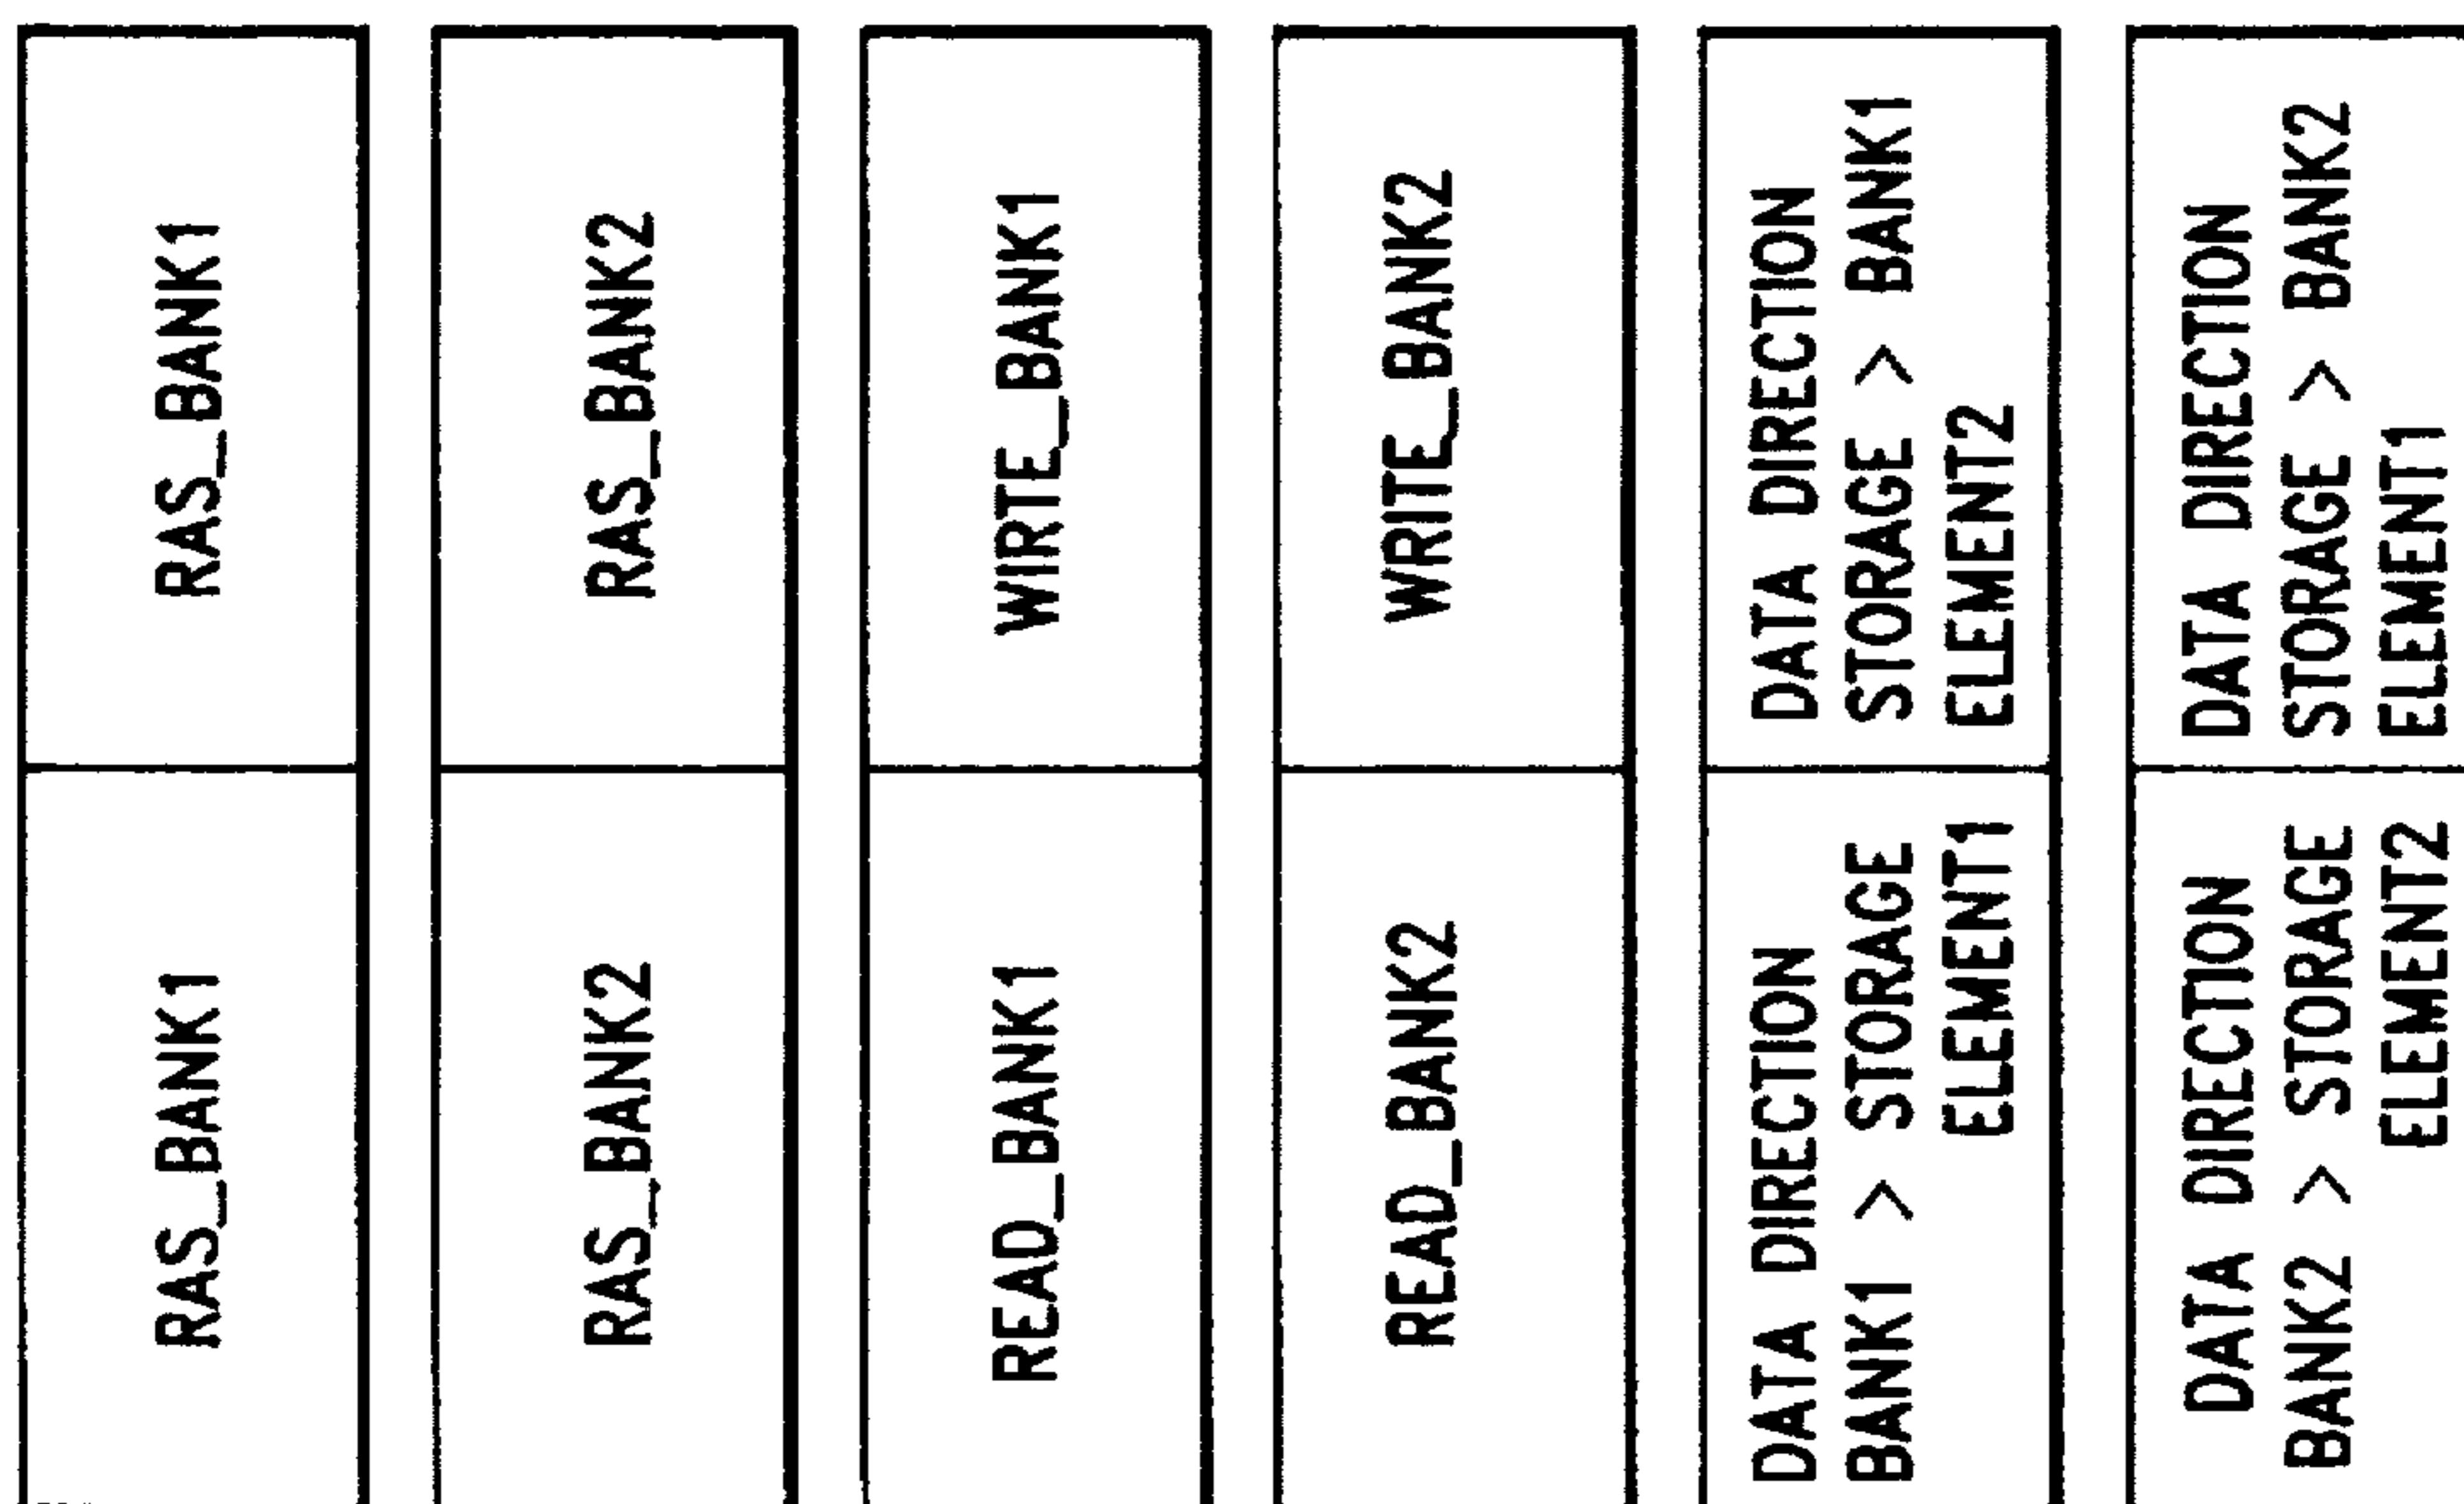 RAS_BANK1
RAS_BANK1
RAS_BANK2
RAS_BANK2
READ_BANK1
WIRTE_BANK1
READ_BANK2
WRITE_BANK2
DATA DIRECTION
BANK1 > STORAGE
ELEMENT1
DATA DIRECTION
STORAGE > BANK1
ELEMENT2
DATA DIRECTION
BANK2 > STORAGE
ELEMENT2
DATA DIRECTION
STORAGE > BANK2
ELEMENT1